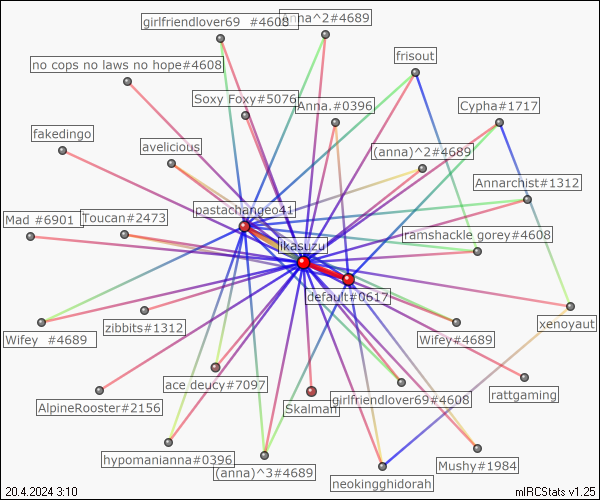 girlfriendlover69 #4608
Anna^2#4689
frisout
no cops no laws no hope#4608
Soxy Foxy#5076
Anna.#0396
Cypha#1717
fakedingo
avelicious
(anna)^2#4689
Annarchist#1312
pastachangeo41
Mad #6901
Toucan#2473
ramshackle gorey#4608
jikasuzu
default#0617
xenoyaut
Wifey #4689
zibbits#1312
Wifey#4689
ace deucy#7097
rattgaming
AlpineRooster#2156
Skalman
girlfriendlover69#4608
hypomanianna#0396
(anna)^3#4689
Mushy#1984
neokingghidorah
20.4.2024 3:10
mIRCStats v1.25